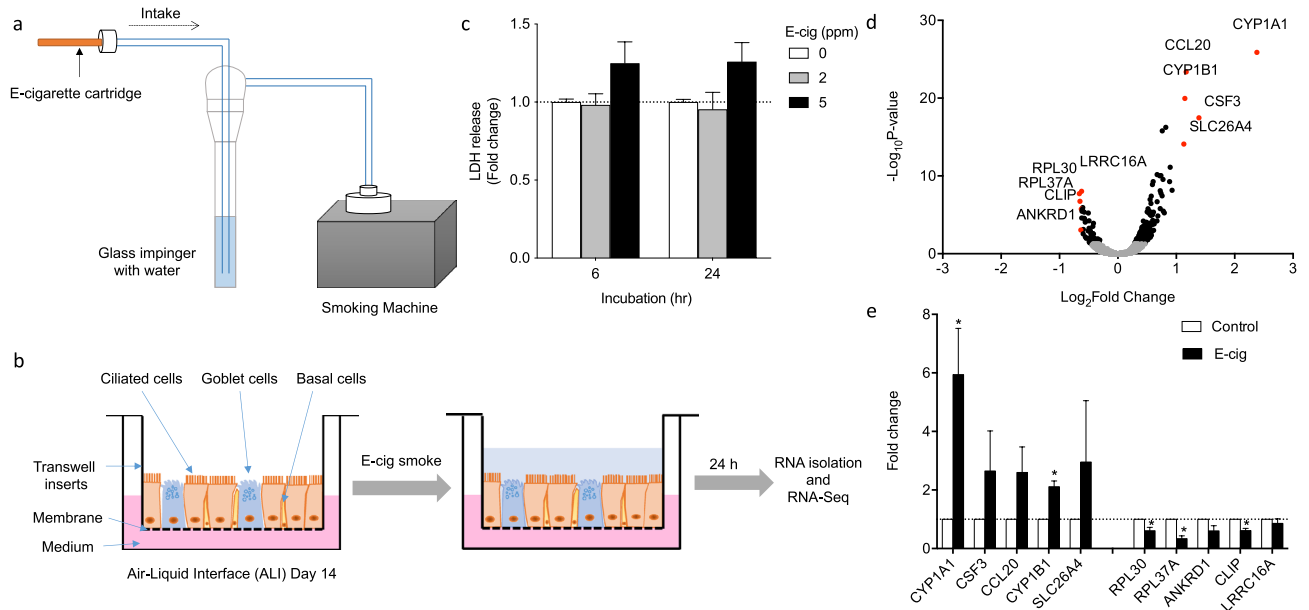 a
Intake
E-cigarette cartridge
Glass impinger
with water
Smoking Machine
b
Ciliated cells
Goblet cells
Basal cells
Transwell
inserts
Membrane
Medium
E-cig smoke
24 h
RNA isolation
and
RNA-Seq
Air-Liquid Interface (ALI) Day 14
c
LDH release
(Fold change)
1.5
1.0
0.5
0.0
6
24
Incubation (hr)
E-cig (ppm)
0
2
5
d
-Log10P-value
40
30
20
10
0
-3
-2
-1
0
1
2
3
Log2Fold Change
CYP1A1
CCL20
CYP1B1
CSF3
SLC26A4
LRRC16A
RPL30
RPL37A
CLIP
ANKRD1
e
Fold change
8
6
4
2
0
Control
E-cig
*
*
*
*
*
CYP1A1
CSF3
CCL20
CYP1B1
SLC26A4
RPL30
RPL37A
ANKRD1
CLIP
LRRC16A